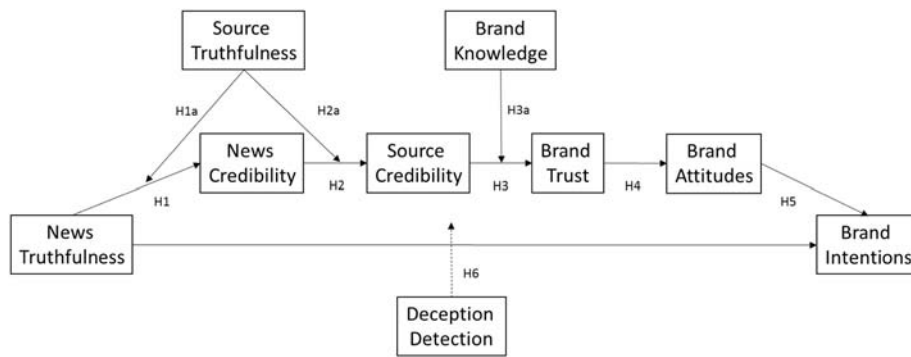 Source
Truthfulness
Brand
Knowledge
H1a
H2a
H3a
News
Credibility
Source
Credibility
Brand
Trust
Brand
Attitudes
H1
H2
H3
H4
H5
News
Truthfulness
Brand
Intentions
H6
Deception
Detection